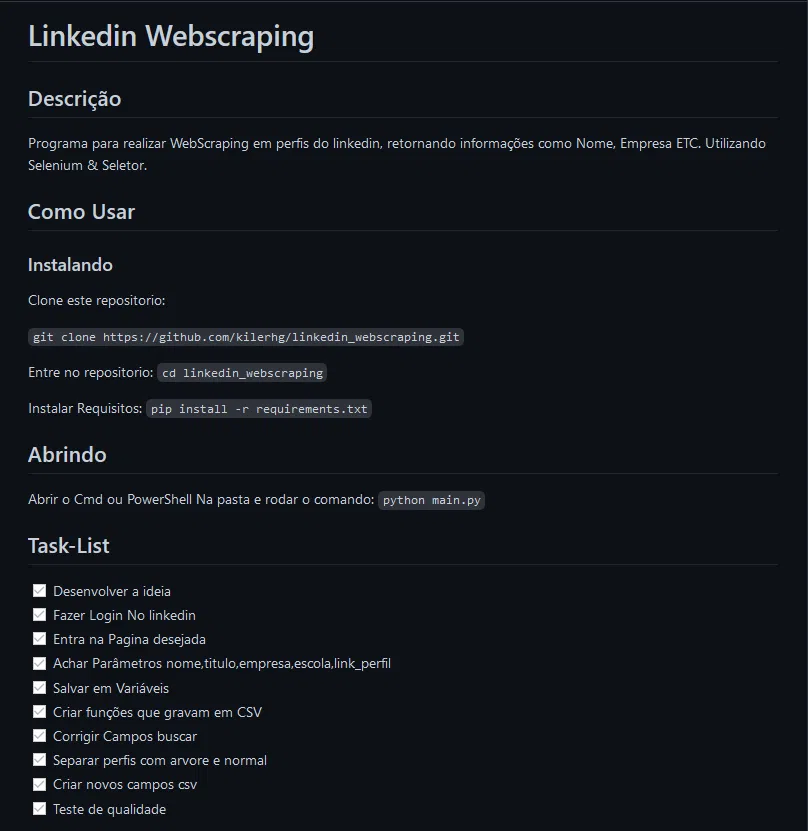 Linkedin Webscraping
Descrição
Programa para realizar WebScraping em perfis do linkedin, retornando informações como Nome, Empresa ETC. Utilizando
Selenium & Seletor.
Como Usar
Instalando
Clone este repositorio:
git clone https://github.com/kilerhg/linkedin_webscraping.git
Entre no repositorio: cd linkedin_webscraping
Instalar Requisitos: pip install -r requirements.txt
Abrindo
Abrir o Cmd ou PowerShell Na pasta e rodar o comando: python main.py
Task-List
Desenvolver a ideia
Fazer Login No linkedin
Entra na Pagina desejada
Achar Parâmetros nome,titulo,empresa,escola,link_perfil
Salvar em Variáveis
Criar funções que gravam em CSV
Corrigir Campos buscar
Separar perfis com arvore e normal
Criar novos campos csv
Teste de qualidade